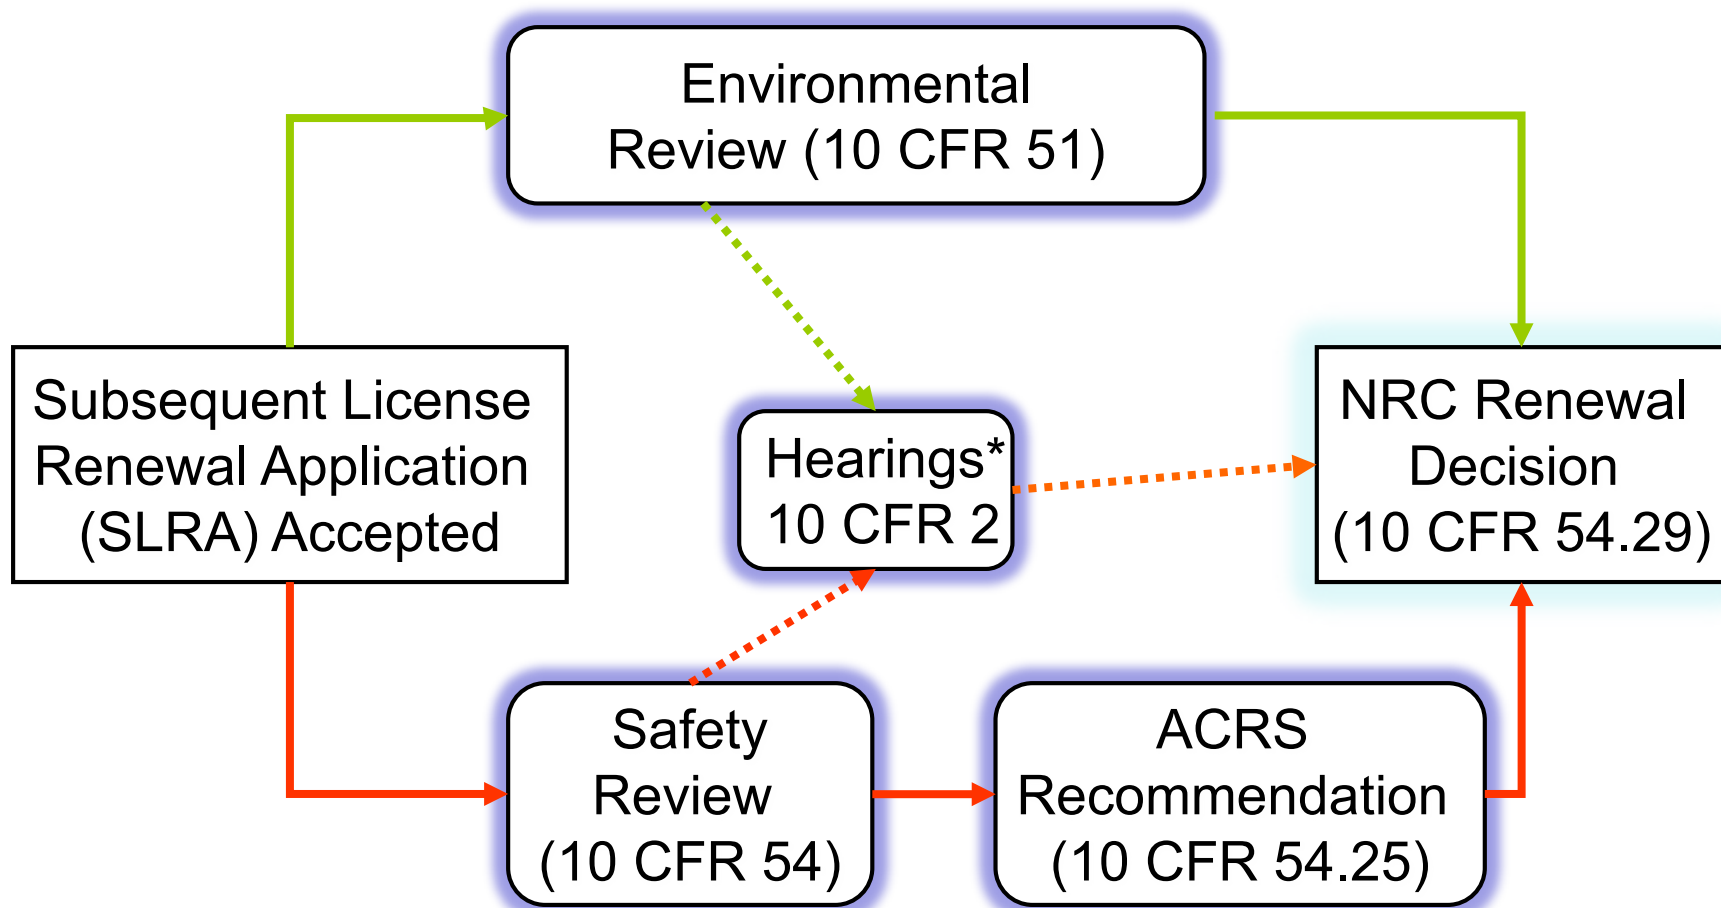 Environmental
Review (10 CFR 51)
Subsequent License
Renewal Application
(SLRA) Accepted
Hearings*
10 CFR 2
NRC Renewal
Decision
(10 CFR 54.29)
Safety
Review
(10 CFR 54)
ACRS
Recommendation
(10 CFR 54.25)